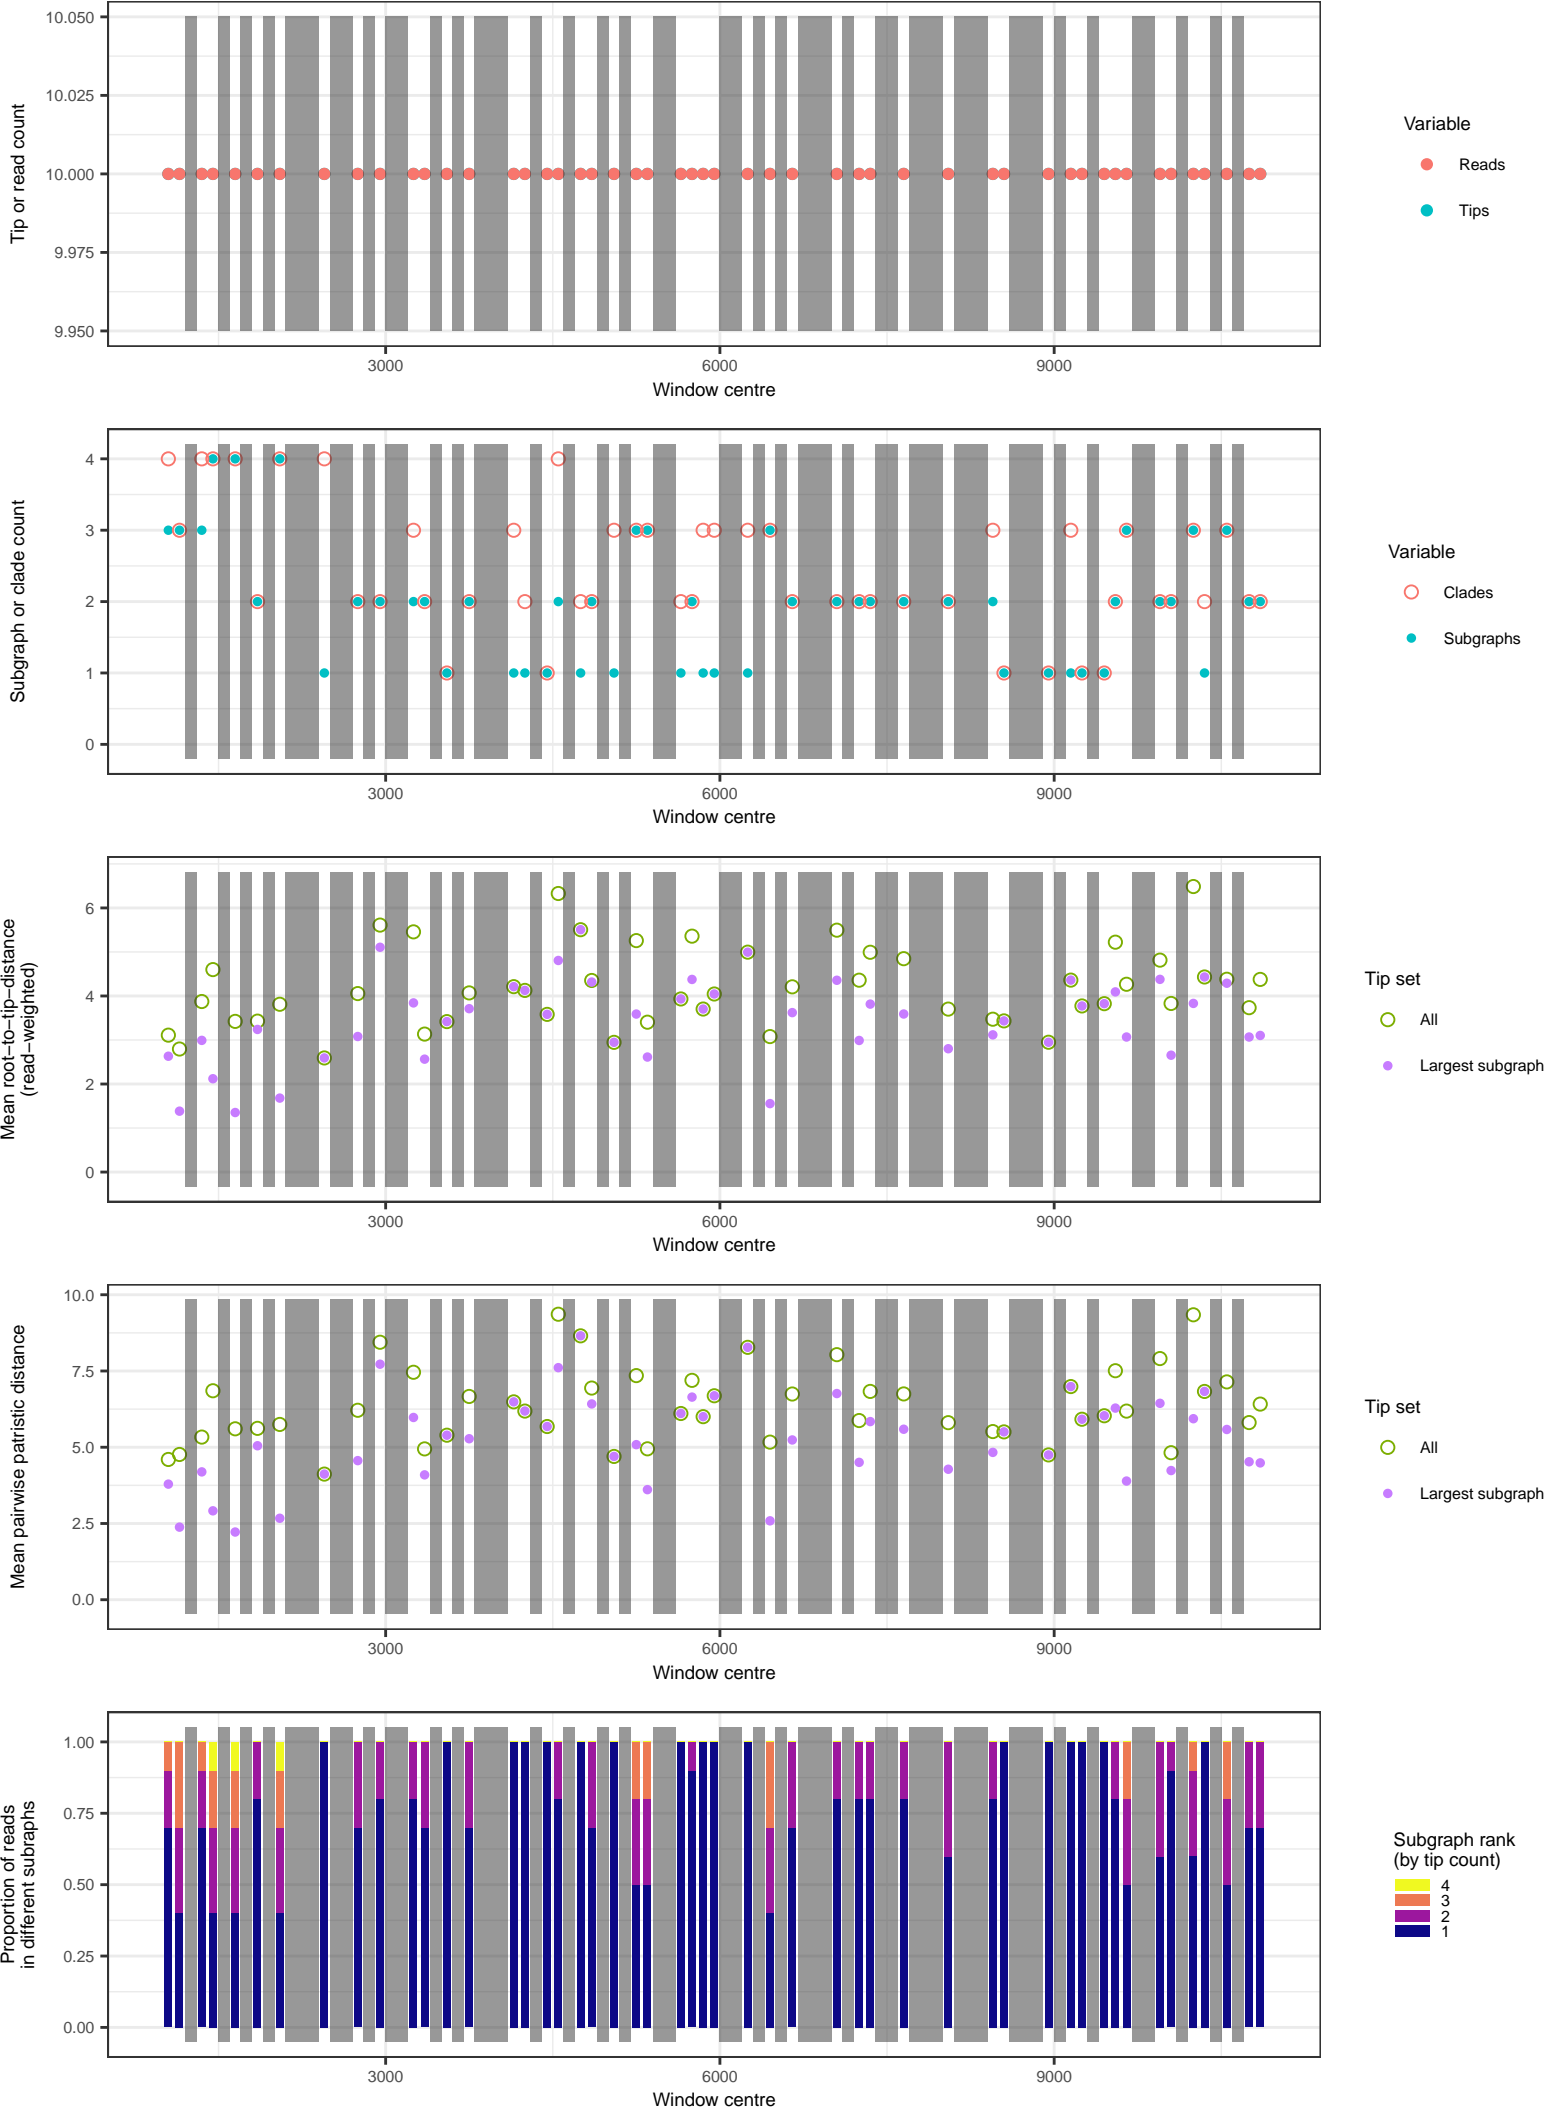 10.050
10.025
10.000
9.975
9.950
Tip or read count
3000 6000 9000
Window centre
Variable
Reads
Tips
4
3
2
1
0
Subgraph or clade count
3000 6000 9000
Window centre
Variable
Clades
Subgraphs
6
4
2
0
Mean root−to−tip−distance
(read−weighted)
3000 6000 9000
Window centre
Tip set
All
Largest subgraph
10.0
7.5
5.0
2.5
0.0
Mean pairwise patristic distance
3000 6000 9000
Window centre
Tip set
All
Largest subgraph
1.00
0.75
0.50
0.25
0.00
Proportion of reads
in different subraphs
3000 6000 9000
Window centre
Subgraph rank
(by tip count)
4
3
2
1